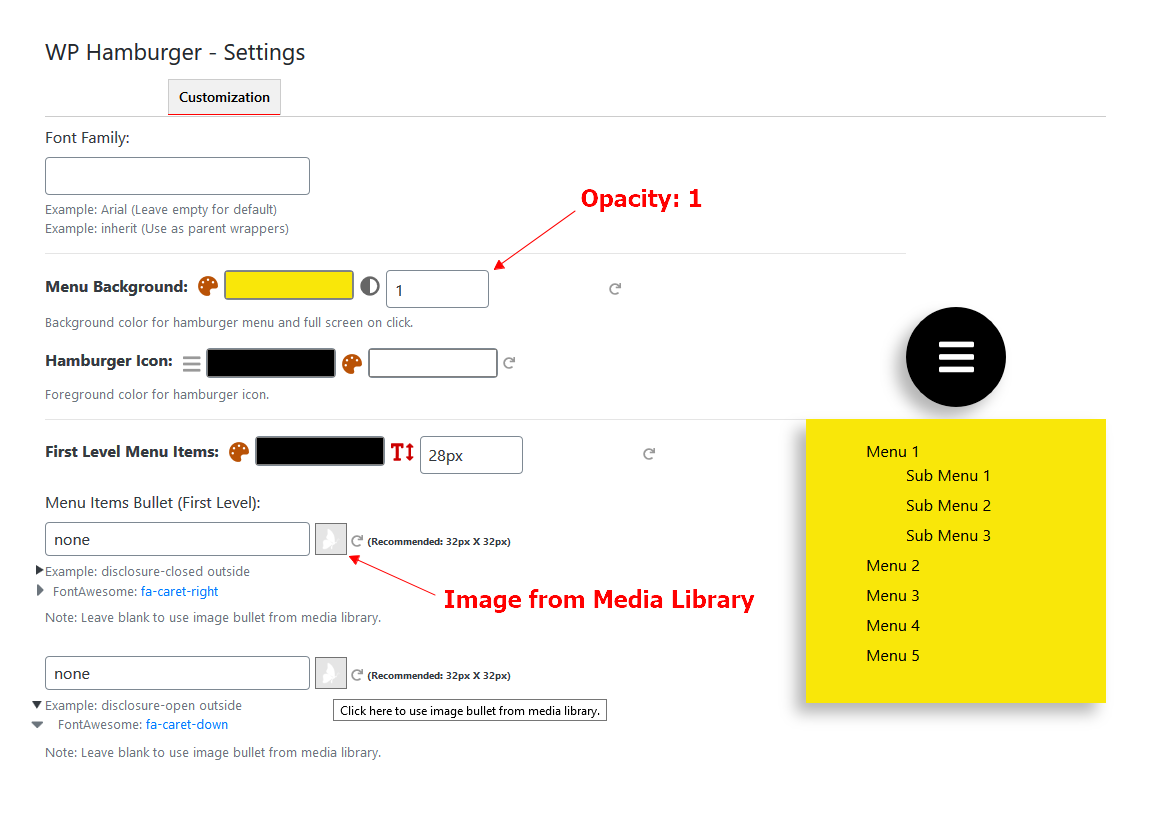 WP Hamburger - Settings
Customization
Font Family:
Example: Arial (Leave empty for default)
Example: inherit (Use as parent wrappers)
Opacity: 1
Menu Background:
1
Background color for hamburger menu and full screen on click.
Hamburger Icon:
Foreground color for hamburger icon.
First Level Menu Items:
28px
Menu Items Bullet (First Level):
none
(Recommended: 32px X 32px)
Example: disclosure-closed outside
FontAwesome: fa-caret-right
Image from Media Library
Note: Leave blank to use image bullet from media library.
none
(Recommended: 32px X 32px)
Example: disclosure-open outside
Click here to use image bullet from media library.
FontAwesome: fa-caret-down
Note: Leave blank to use image bullet from media library.
Menu 1
Sub Menu 1
Sub Menu 2
Sub Menu 3
Menu 2
Menu 3
Menu 4
Menu 5